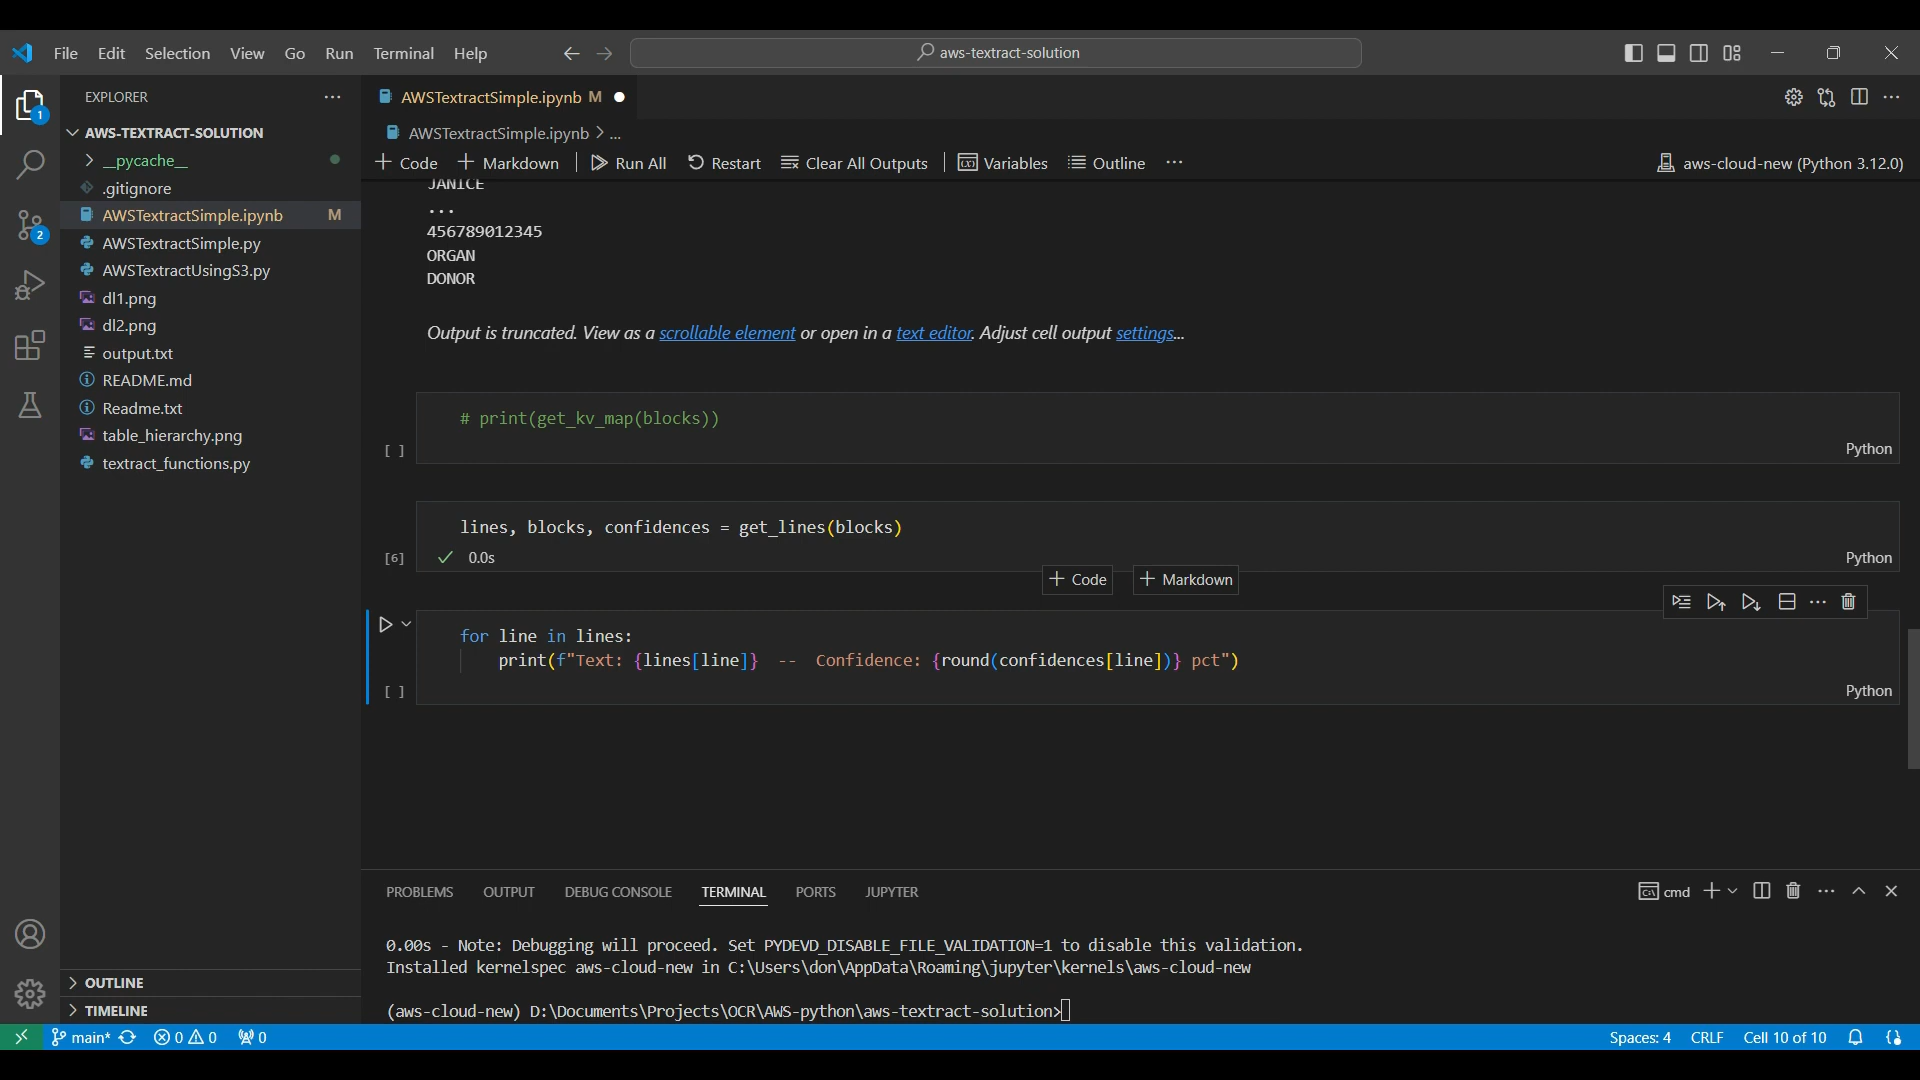 File Edit Selection View Go Run Terminal Help
aws-textract-solution
EXPLORER
AWSTextractSimple.ipynb M
AWS-TEXTRACT-SOLUTION
AWSTextractSimple.ipynb > ...
__pycache__
.gitignore
AWSTextractSimple.ipynb M
AWSTextractSimple.py
AWSTextractUsingS3.py
dl1.png
dl2.png
output.txt
README.md
Readme.txt
table_hierarchy.png
textract_functions.py
OUTLINE
TIMELINE
1
2
+ Code + Markdown Run All Restart Clear All Outputs Variables Outline ...
aws-cloud-new (Python 3.12.0)
JANICE
...
456789012345
ORGAN
DONOR
Output is truncated. View as a scrollable element or open in a text editor. Adjust cell output settings...
# print(get_kv_map(blocks))
[ ]
Python
lines, blocks, confidences = get_lines(blocks)
[6] 0.0s
Python
+ Code + Markdown
for line in lines:
print(f"Text: {lines[line]} -- Confidence: {round(confidences[line])} pct")
[ ]
Python
PROBLEMS OUTPUT DEBUG CONSOLE TERMINAL PORTS JUPYTER
cmd
0.00s - Note: Debugging will proceed. Set PYDEVD_DISABLE_FILE_VALIDATION=1 to disable this validation.
Installed kernelspec aws-cloud-new in C:\Users\don\AppData\Roaming\jupyter\kernels\aws-cloud-new
(aws-cloud-new) D:\Documents\Projects\OCR\AWS-python\aws-textract-solution>
main* 0 0 0
Spaces: 4 CRLF Cell 10 of 10